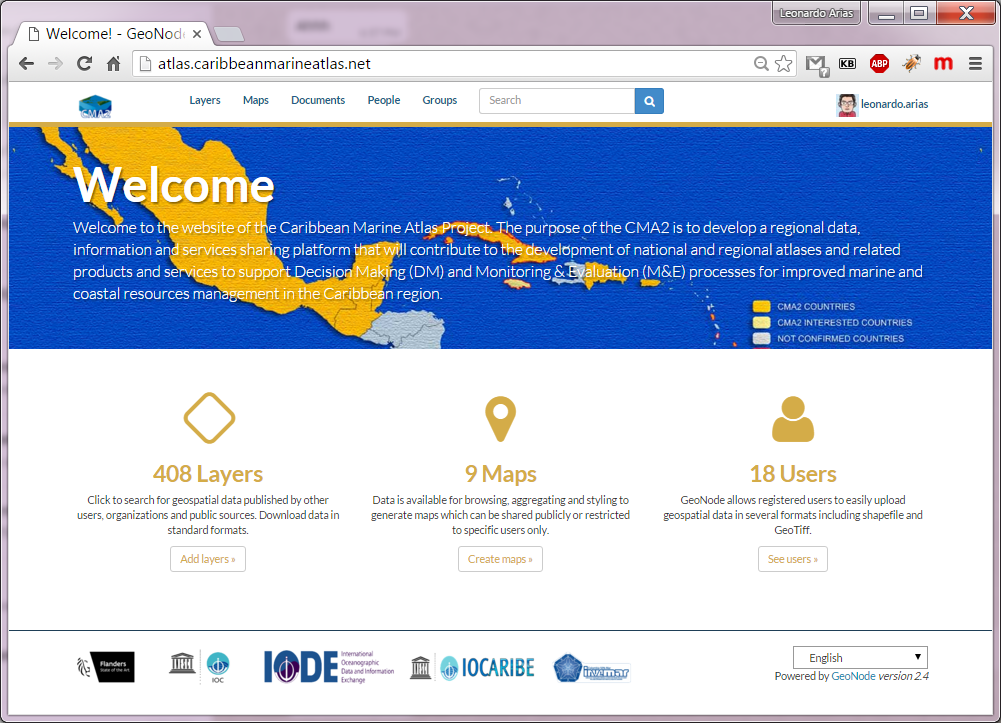 Leonardo Arias
Welcome! - GeoNode
atlas.caribbeanmarineatlas.net
KB
ABP
m
CMA2
Layers
Maps
Documents
People
Groups
Search
leonardo.arias
Welcome
Welcome to the website of the Caribbean Marine Atlas Project. The purpose of the CMA2 is to develop a regional data,
information and services sharing platform that will contribute to the development of national and regional atlases and related
products and services to support Decision Making (DM) and Monitoring & Evaluation (M&E) processes for improved marine and
coastal resources management in the Caribbean region.
CMA2 COUNTRIES
CMA2 INTERESTED COUNTRIES
NOT CONFIRMED COUNTRIES
408 Layers
Click to search for geospatial data published by other
users, organizations and public sources. Download data in
standard formats.
Add layers »
9 Maps
Data is available for browsing, aggregating and styling to
generate maps which can be shared publicly or restricted
to specific users only.
Create maps »
18 Users
GeoNode allows registered users to easily upload
geospatial data in several formats including shapefile and
GeoTiff.
See users »
Flanders
State of the Art
IOC
IODE
International
Oceanographic
Data and Information
Exchange
IOCARIBE
invemar
English
Powered by GeoNode version 2.4